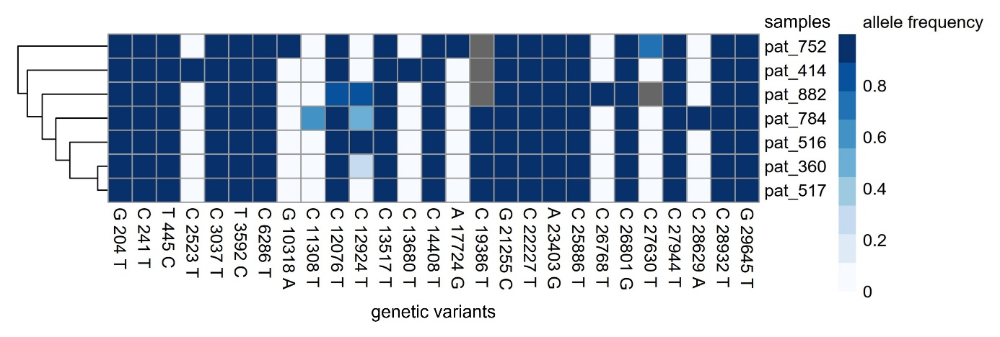 samples allele frequency
pat_752
pat_414
pat_882
pat_784
pat_516
pat_360
pat_517
0.8
0.6
0.4
0.2
0
G 204 T
C 241 T
T 445 C
C 2523 T
C 3037 T
T 3592 C
C 6286 T
G 10318 A
C 11308 T
C 12076 T
C 12924 T
C 13517 T
C 13680 T
C 14408 T
A 17724 G
C 19386 T
G 21255 C
C 22227 T
A 23403 G
C 25886 T
C 26768 T
C 26801 G
C 27630 T
C 27944 T
C 28629 A
C 28932 T
G 29645 T
genetic variants